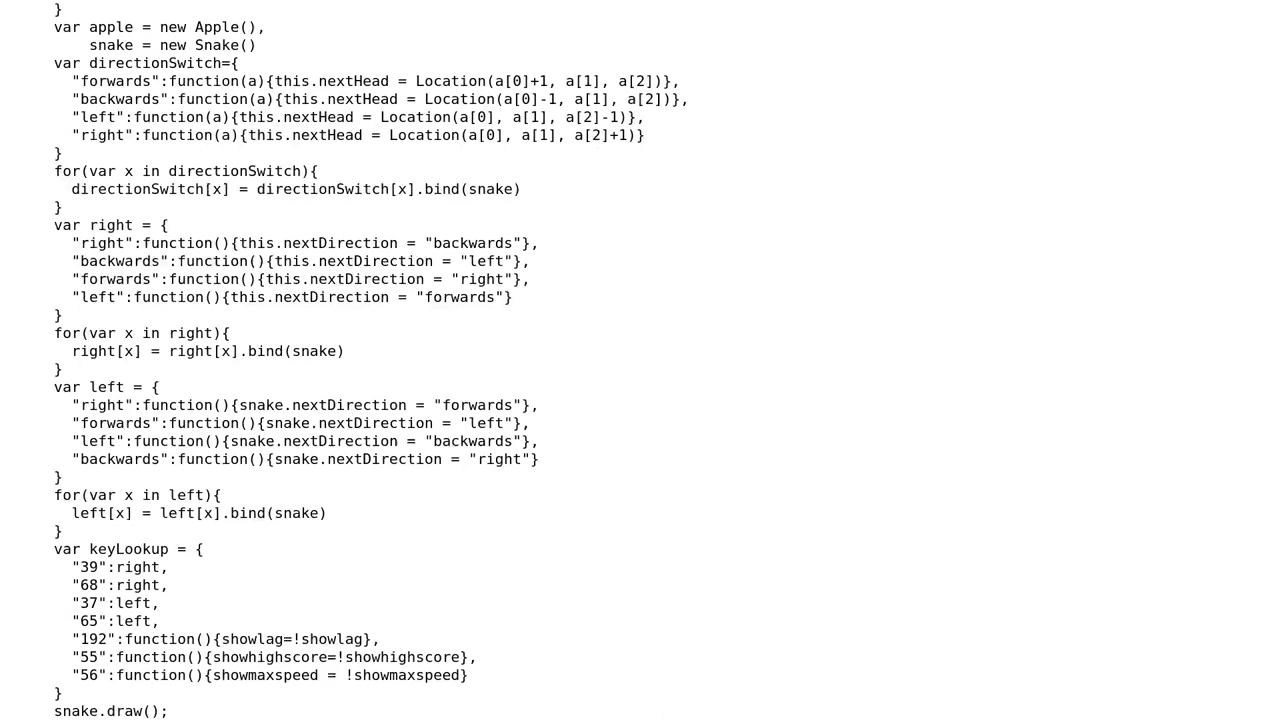 }
var apple = new Apple(),
    snake = new Snake()
var directionSwitch={
  "forwards":function(a){this.nextHead = Location(a[0]+1, a[1], a[2])},
  "backwards":function(a){this.nextHead = Location(a[0]-1, a[1], a[2])},
  "left":function(a){this.nextHead = Location(a[0], a[1], a[2]-1)},
  "right":function(a){this.nextHead = Location(a[0], a[1], a[2]+1)}
}
for(var x in directionSwitch){
  directionSwitch[x] = directionSwitch[x].bind(snake)
}
var right = {
  "right":function(){this.nextDirection = "backwards"},
  "backwards":function(){this.nextDirection = "left"},
  "forwards":function(){this.nextDirection = "right"},
  "left":function(){this.nextDirection = "forwards"}
}
for(var x in right){
  right[x] = right[x].bind(snake)
}
var left = {
  "right":function(){snake.nextDirection = "forwards"},
  "forwards":function(){snake.nextDirection = "left"},
  "left":function(){snake.nextDirection = "backwards"},
  "backwards":function(){snake.nextDirection = "right"}
}
for(var x in left){
  left[x] = left[x].bind(snake)
}
var keyLookup = {
  "39":right,
  "68":right,
  "37":left,
  "65":left,
  "192":function(){showlag=!showlag},
  "55":function(){showhighscore=!showhighscore},
  "56":function(){showmaxspeed = !showmaxspeed}
}
snake.draw();